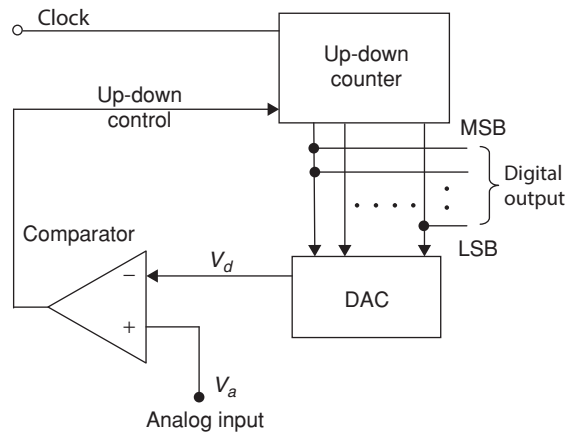 Clock
Up-down
counter
Up-down
control
MSB
Digital
output
LSB
Comparator
V_d
DAC
−
+
V_a
Analog input